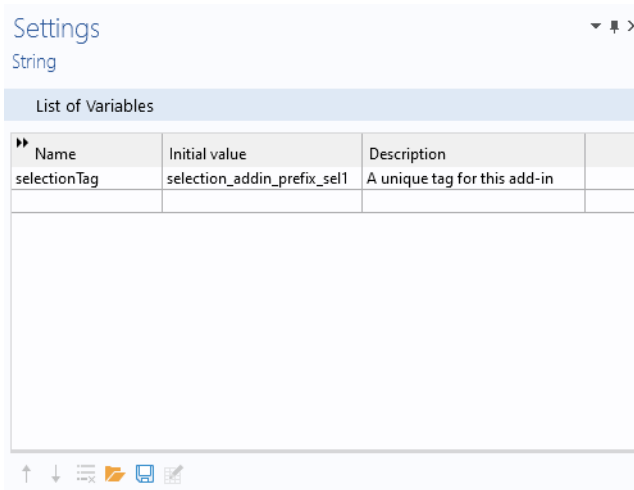 Settings
String
List of Variables
Name Initial value Description
selectionTag selection_addin_prefix_sel1 A unique tag for this add-in